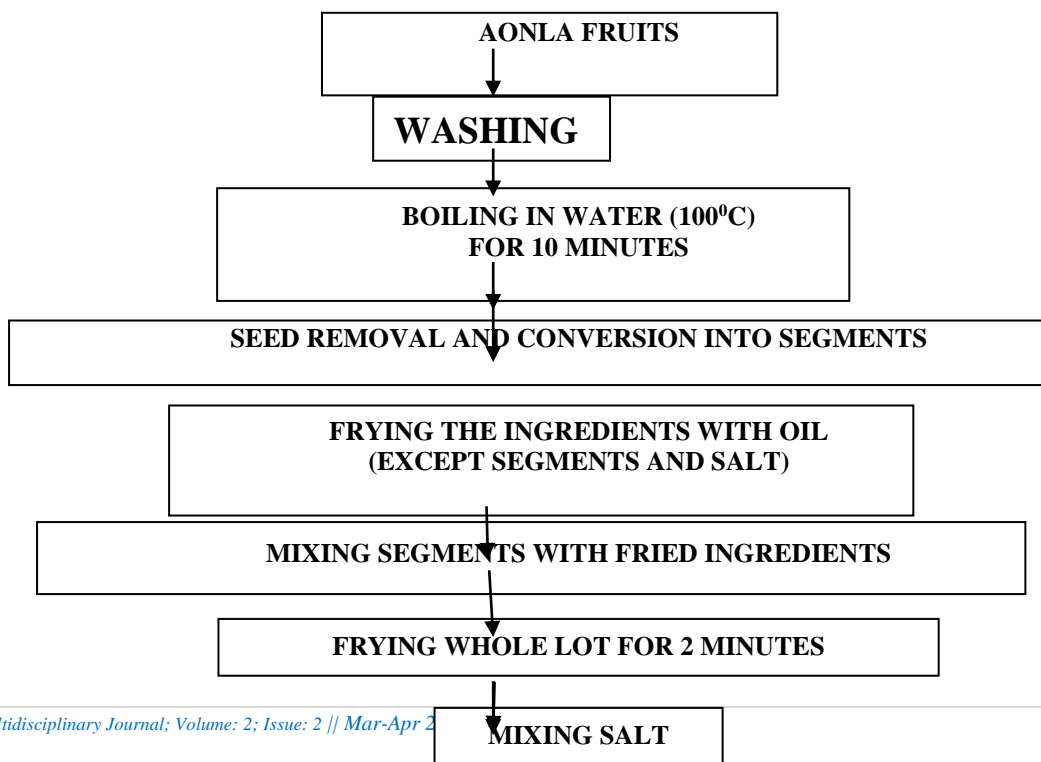 AONLA FRUITS
WASHING
BOILING IN WATER (100⁰C)
FOR 10 MINUTES
SEED REMOVAL AND CONVERSION INTO SEGMENTS
FRYING THE INGREDIENTS WITH OIL
(EXCEPT SEGMENTS AND SALT)
MIXING SEGMENTS WITH FRIED INGREDIENTS
FRYING WHOLE LOT FOR 2 MINUTES
Journal; Volume: 2; Issue: 2 || Mar-Apr 2
MIXING SALT